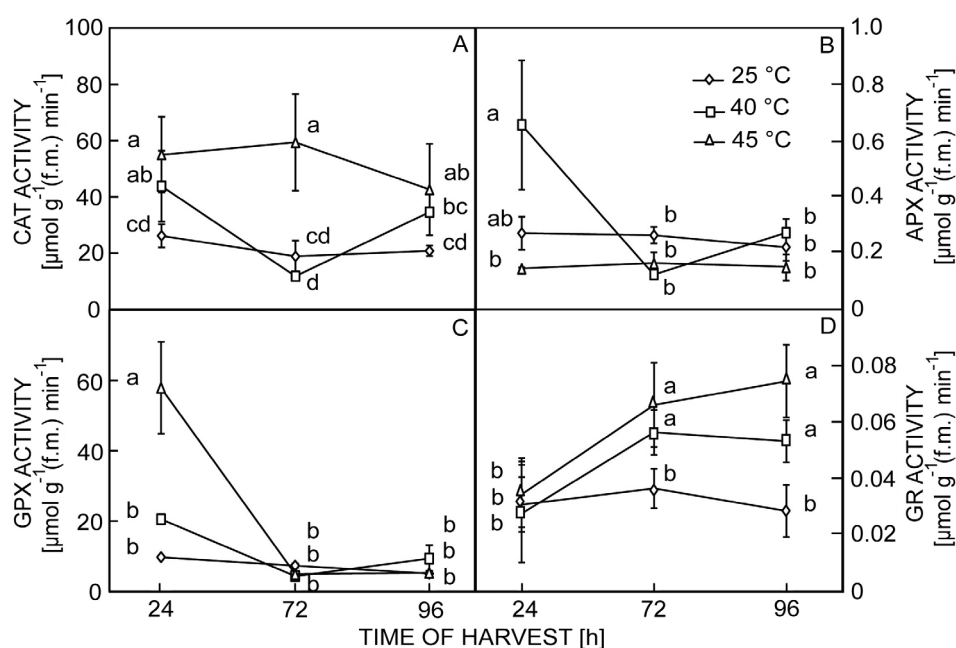 100
80
60
40
20
0
CAT ACTIVITY
[µmol g⁻¹(f.m.) min⁻¹]
A
a
a
ab
ab
bc
cd
cd
cd
d
B
25 °C
40 °C
45 °C
a
ab
b
b
b
b
b
b
b
1.0
0.8
0.6
0.4
0.2
0
APX ACTIVITY
[µmol g⁻¹(f.m.) min⁻¹]
60
40
20
0
GPX ACTIVITY
[µmol g⁻¹(f.m.) min⁻¹]
C
a
b
b
b
b
b
b
b
b
D
a
a
a
a
b
b
b
b
b
0.08
0.06
0.04
0.02
0
GR ACTIVITY
[µmol g⁻¹(f.m.) min⁻¹]
24 72 96 24 72 96
TIME OF HARVEST [h]